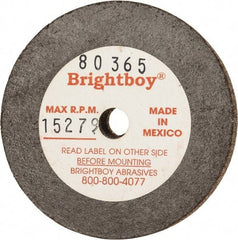 80365
Brightboy®
MAX R.P.M.
15279
MADE
IN
MEXICO
READ LABEL ON OTHER SIDE
BEFORE MOUNTING
BRIGHTBOY ABRASIVES
800-800-4077